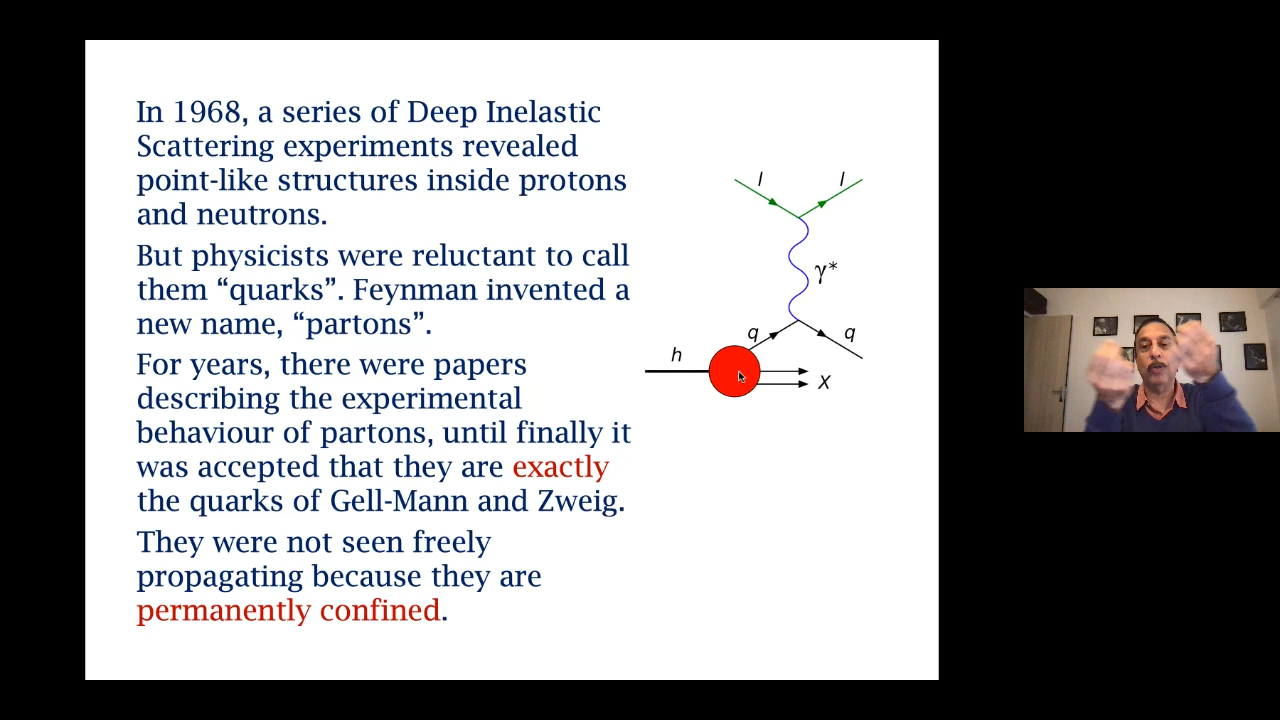 In 1968, a series of Deep Inelastic
Scattering experiments revealed
point-like structures inside protons
and neutrons.
But physicists were reluctant to call
them “quarks”. Feynman invented a
new name, “partons”.
For years, there were papers
describing the experimental
behaviour of partons, until finally it
was accepted that they are exactly
the quarks of Gell-Mann and Zweig.
They were not seen freely
propagating because they are
permanently confined.
l l
γ*
q q
h
X